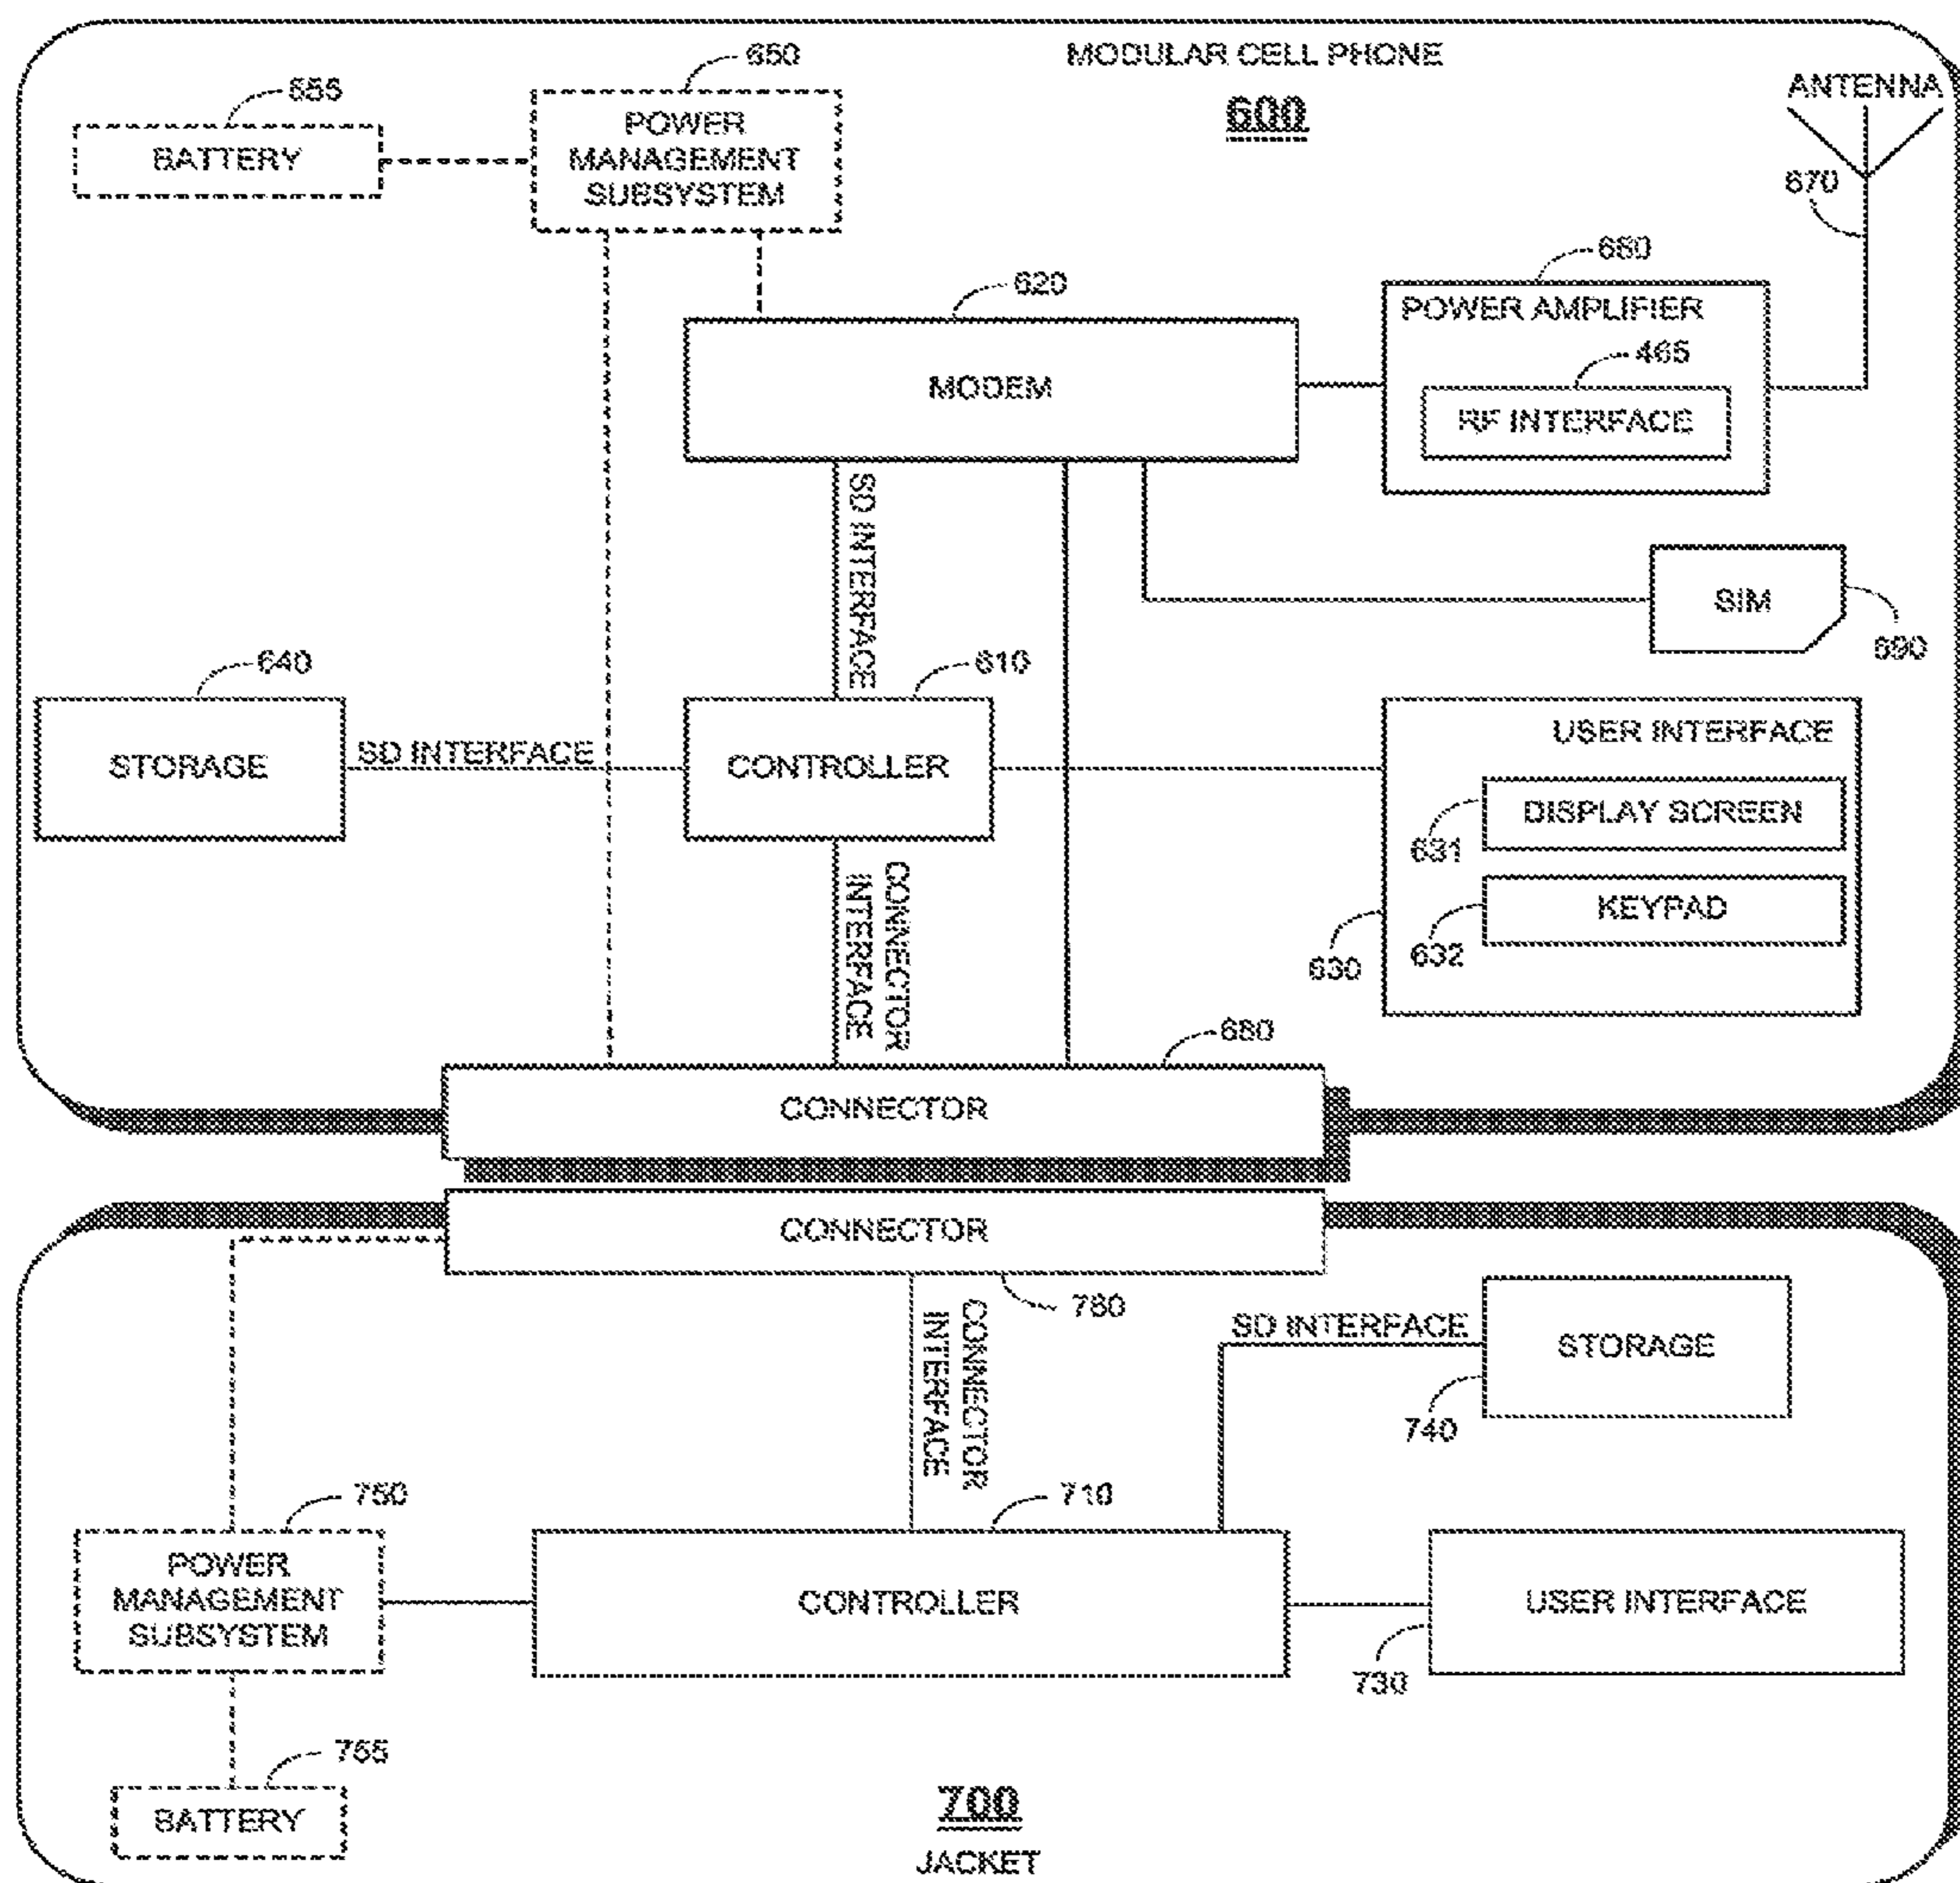 MODULAR CELL PHONE
600
650
655
BATTERY
POWER
MANAGEMENT
SUBSYSTEM
ANTENNA
670
620
MODEM
680
POWER AMPLIFIER
465
RF INTERFACE
SD INTERFACE
SIM
690
640
STORAGE
SD INTERFACE
610
CONTROLLER
USER INTERFACE
DISPLAY SCREEN
631
KEYPAD
632
630
CONNECTOR
INTERFACE
680
CONNECTOR
CONNECTOR
780
CONNECTOR
INTERFACE
SD INTERFACE
STORAGE
740
750
POWER
MANAGEMENT
SUBSYSTEM
710
CONTROLLER
USER INTERFACE
730
755
BATTERY
700
JACKET